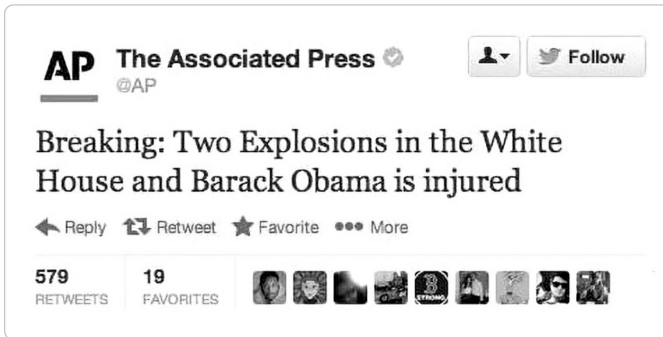 AP
The Associated Press
@AP
Follow
Breaking: Two Explosions in the White
House and Barack Obama is injured
Reply Retweet Favorite More
579 19
RETWEETS FAVORITES
B
STRONG